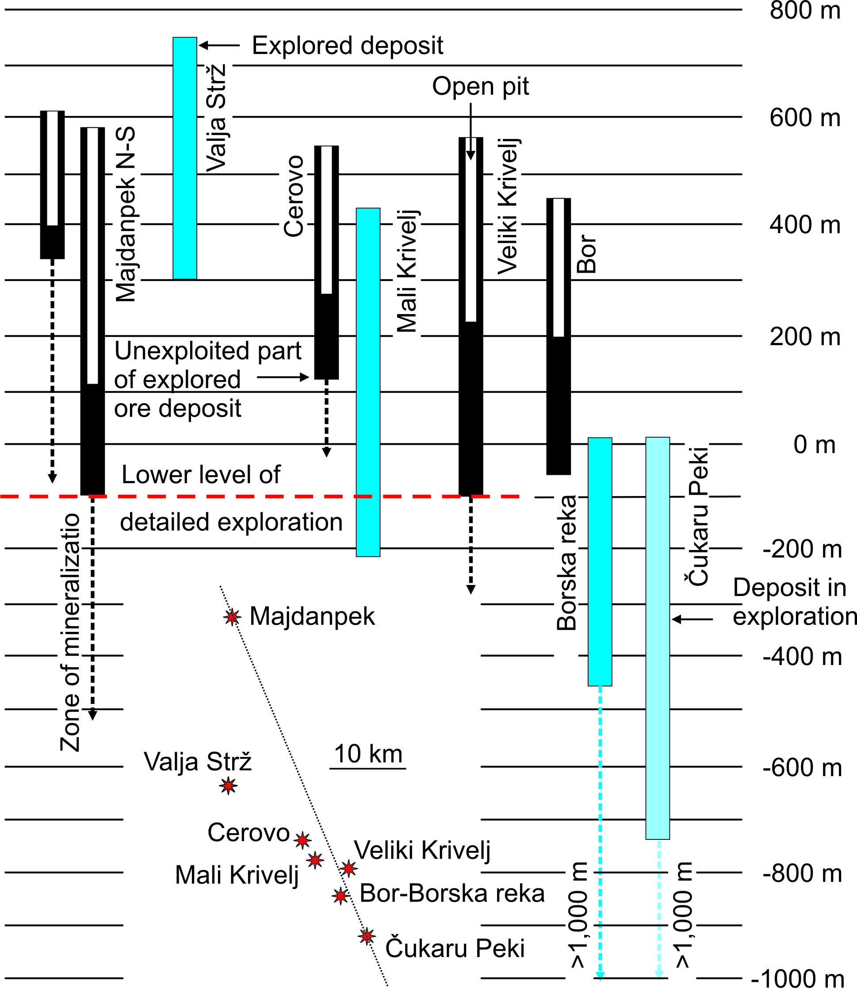 800 m
Explored deposit
Valja Strž
Open pit
600 m
Majdanpek N-S
Cerovo
Mali Krivelj
Veliki Krivelj
Bor
400 m
200 m
Unexploited part
of explored
ore deposit
0 m
Lower level of
detailed exploration
Zone of mineralizatio
Borska reka
Čukaru Peki
-200 m
Deposit in
exploration
Majdanpek
-400 m
10 km
Valja Strž
-600 m
Cerovo
Veliki Krivelj
Mali Krivelj
-800 m
Bor-Borska reka
>1,000 m
>1,000 m
Čukaru Peki
-1000 m